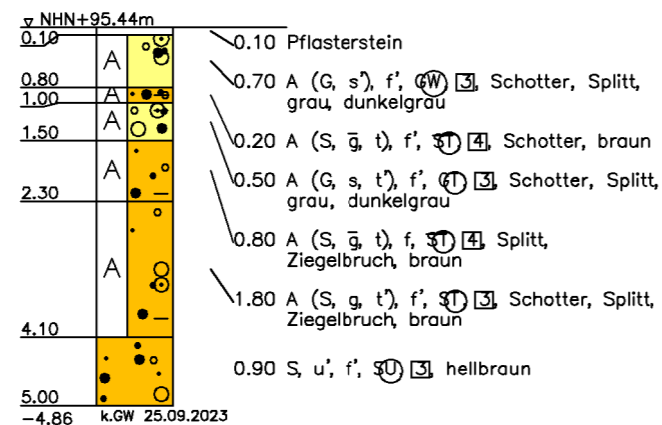 ▽ NHN+95.44m
0.10
0.10 Pflasterstein
A
0.70 A (G, s'), f', GW 3, Schotter, Splitt,
grau, dunkelgrau
0.80
A
1.00
0.20 A (S, g̅, t), f', ST 4, Schotter, braun
A
1.50
0.50 A (G, s, t'), f', GT 3, Schotter, Splitt,
grau, dunkelgrau
A
2.30
0.80 A (S, g̅, t), f, ST 4, Splitt,
Ziegelbruch, braun
A
1.80 A (S, g, t'), f', ST 3, Schotter, Splitt,
Ziegelbruch, braun
4.10
0.90 S, u', f', SU 3, hellbraun
5.00
-4.86 k.GW 25.09.2023